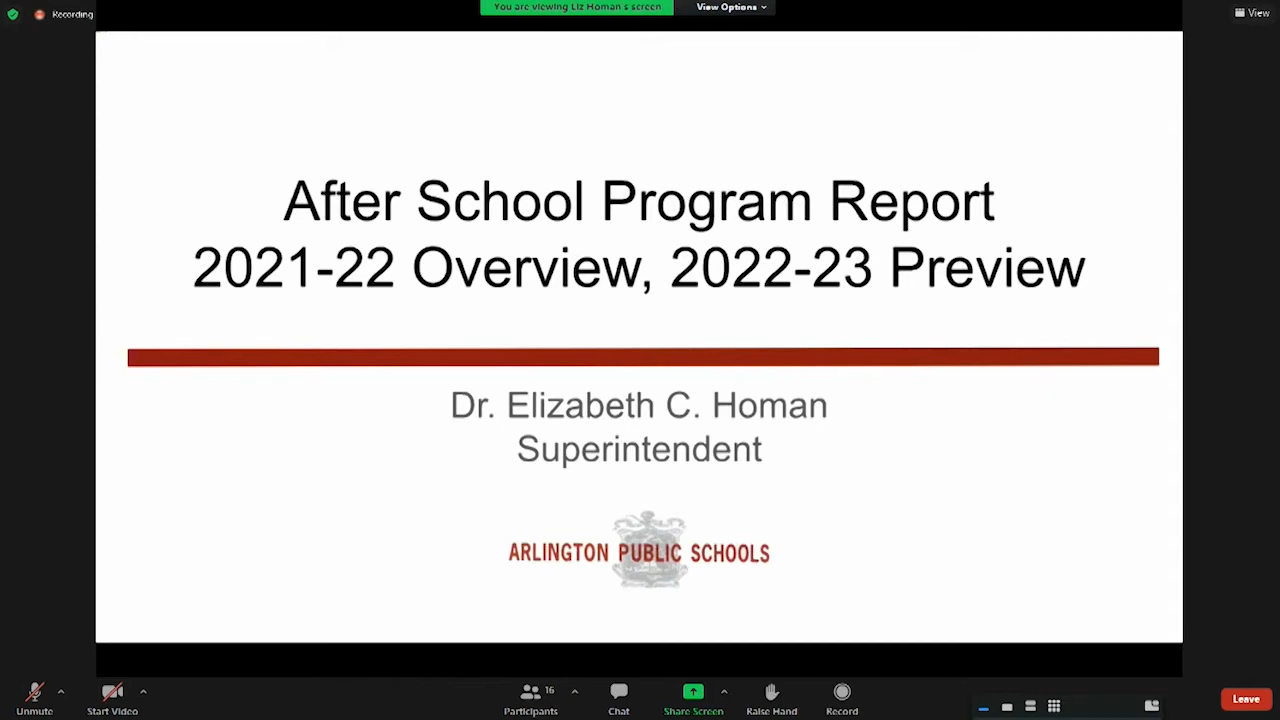 Recording
You are viewing Liz Homan's screen
View Options
View
After School Program Report
2021-22 Overview, 2022-23 Preview
Dr. Elizabeth C. Homan
Superintendent
ARLINGTON PUBLIC SCHOOLS
Unmute
Start Video
16
Participants
Chat
Share Screen
Raise Hand
Record
Leave